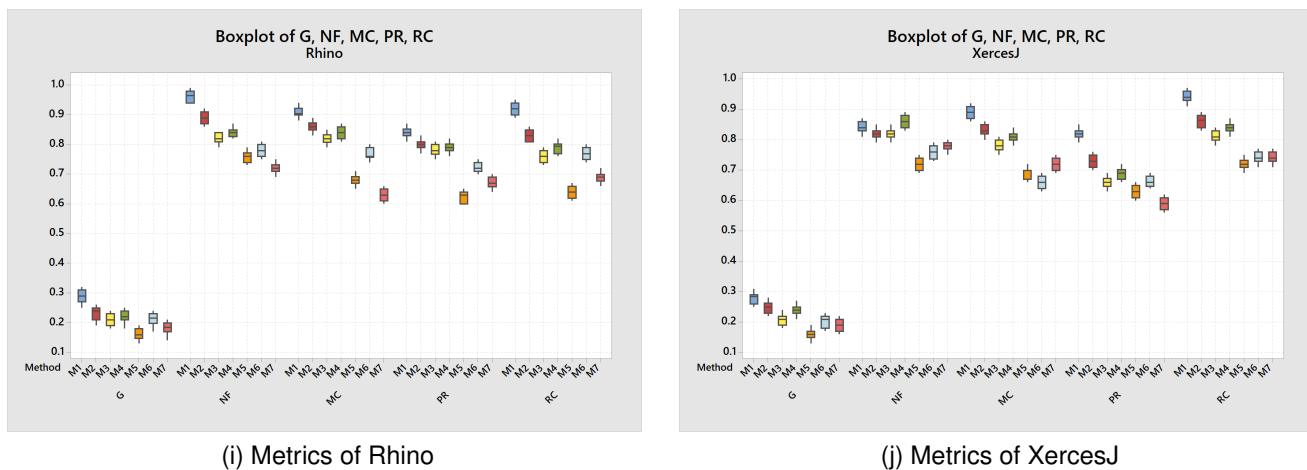 Boxplot of G, NF, MC, PR, RC
Rhino
1.0
0.9
0.8
0.7
0.6
0.5
0.4
0.3
0.2
0.1
Method M1 M2 M3 M4 M5 M6 M7 M1 M2 M3 M4 M5 M6 M7 M1 M2 M3 M4 M5 M6 M7 M1 M2 M3 M4 M5 M6 M7 M1 M2 M3 M4 M5 M6 M7
G NF MC PR RC
(i) Metrics of Rhino
Boxplot of G, NF, MC, PR, RC
XercesJ
1.0
0.9
0.8
0.7
0.6
0.5
0.4
0.3
0.2
0.1
Method M1 M2 M3 M4 M5 M6 M7 M1 M2 M3 M4 M5 M6 M7 M1 M2 M3 M4 M5 M6 M7 M1 M2 M3 M4 M5 M6 M7 M1 M2 M3 M4 M5 M6 M7
G NF MC PR RC
(j) Metrics of XercesJ